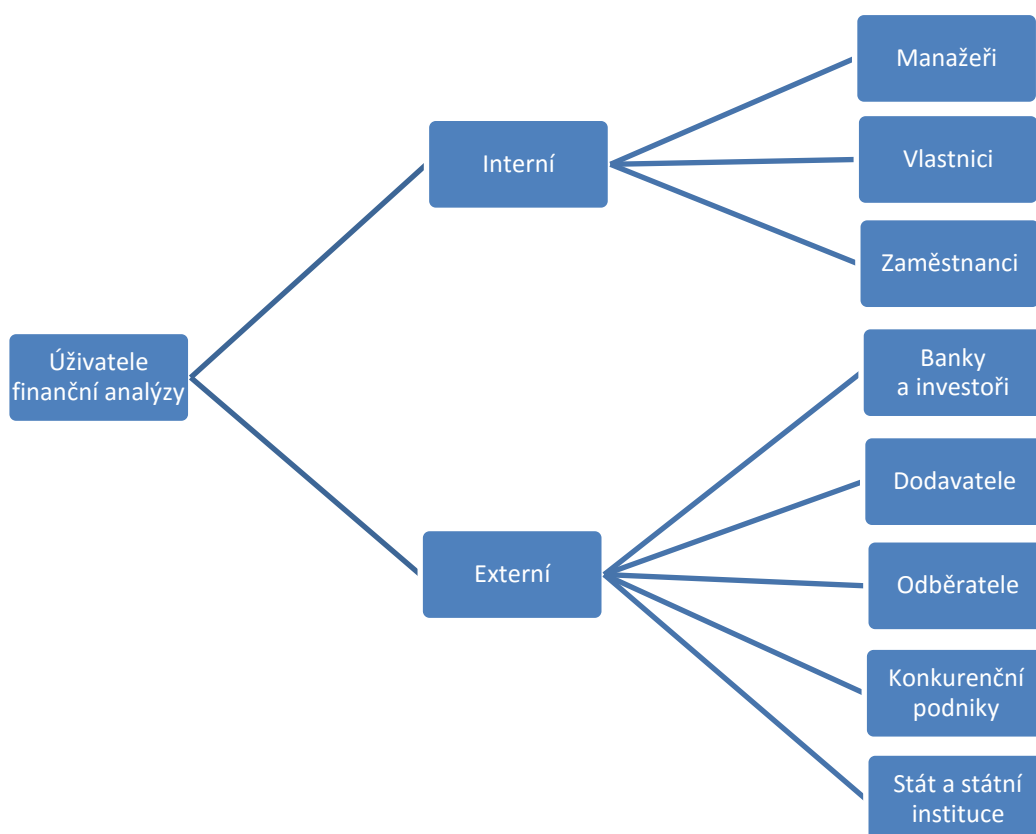 Manažeři
Interní
Vlastnici
Zaměstnanci
Úživatele
finanční analýzy
Banky
a investoři
Dodavatele
Externí
Odběratele
Konkurenční
podniky
Stát a státní
instituce